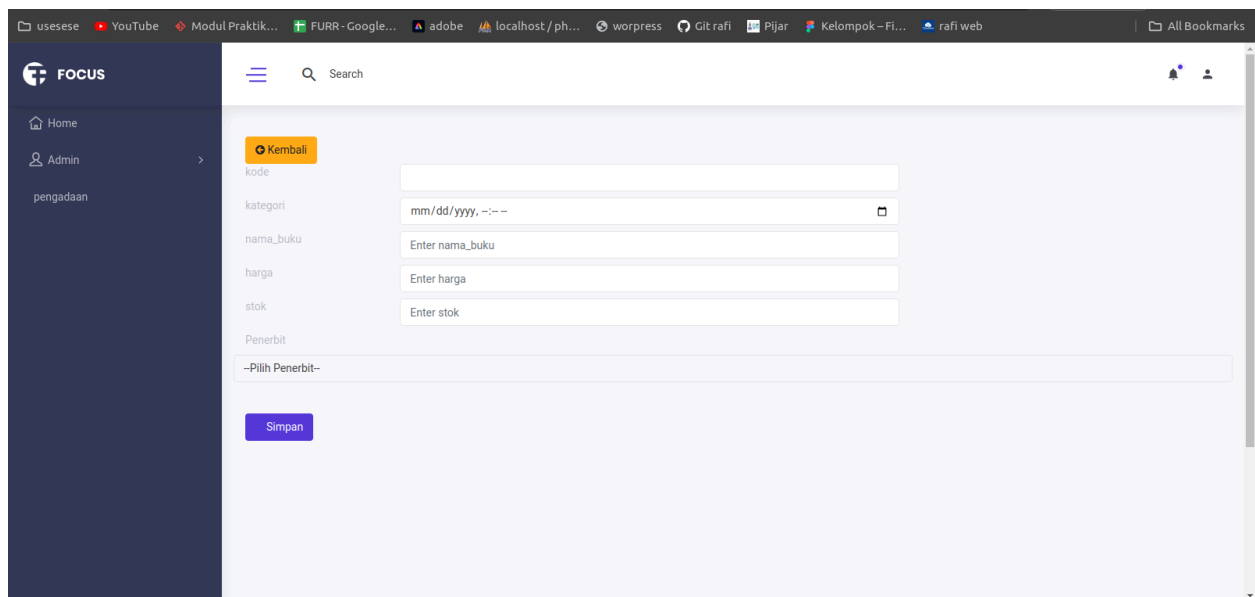 usesese YouTube Modul Praktik... FURR - Google... adobe localhost / ph... worpress Git rafi Pijar Kelompok – Fi... rafi web All Bookmarks
FOCUS Search
Home
Admin
pengadaan
Kembali
kode
kategori mm/dd/yyyy, --:-- --
nama_buku Enter nama_buku
harga Enter harga
stok Enter stok
Penerbit
--Pilih Penerbit--
Simpan